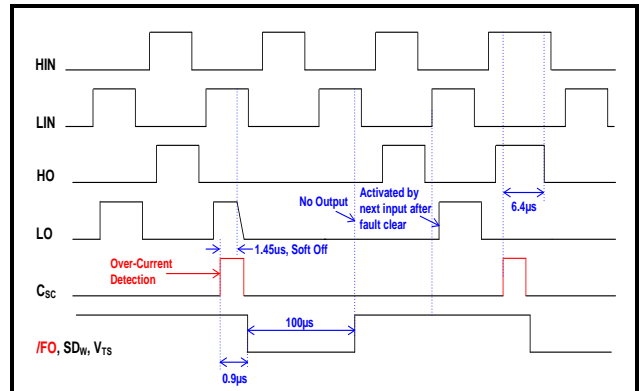 HIN
LIN
HO
No Output
Activated by
next input after
fault clear
6.4µs
LO
1.45us, Soft Off
Over-Current
Detection
CSC
100µs
/FO, SDW, VTS
0.9µs